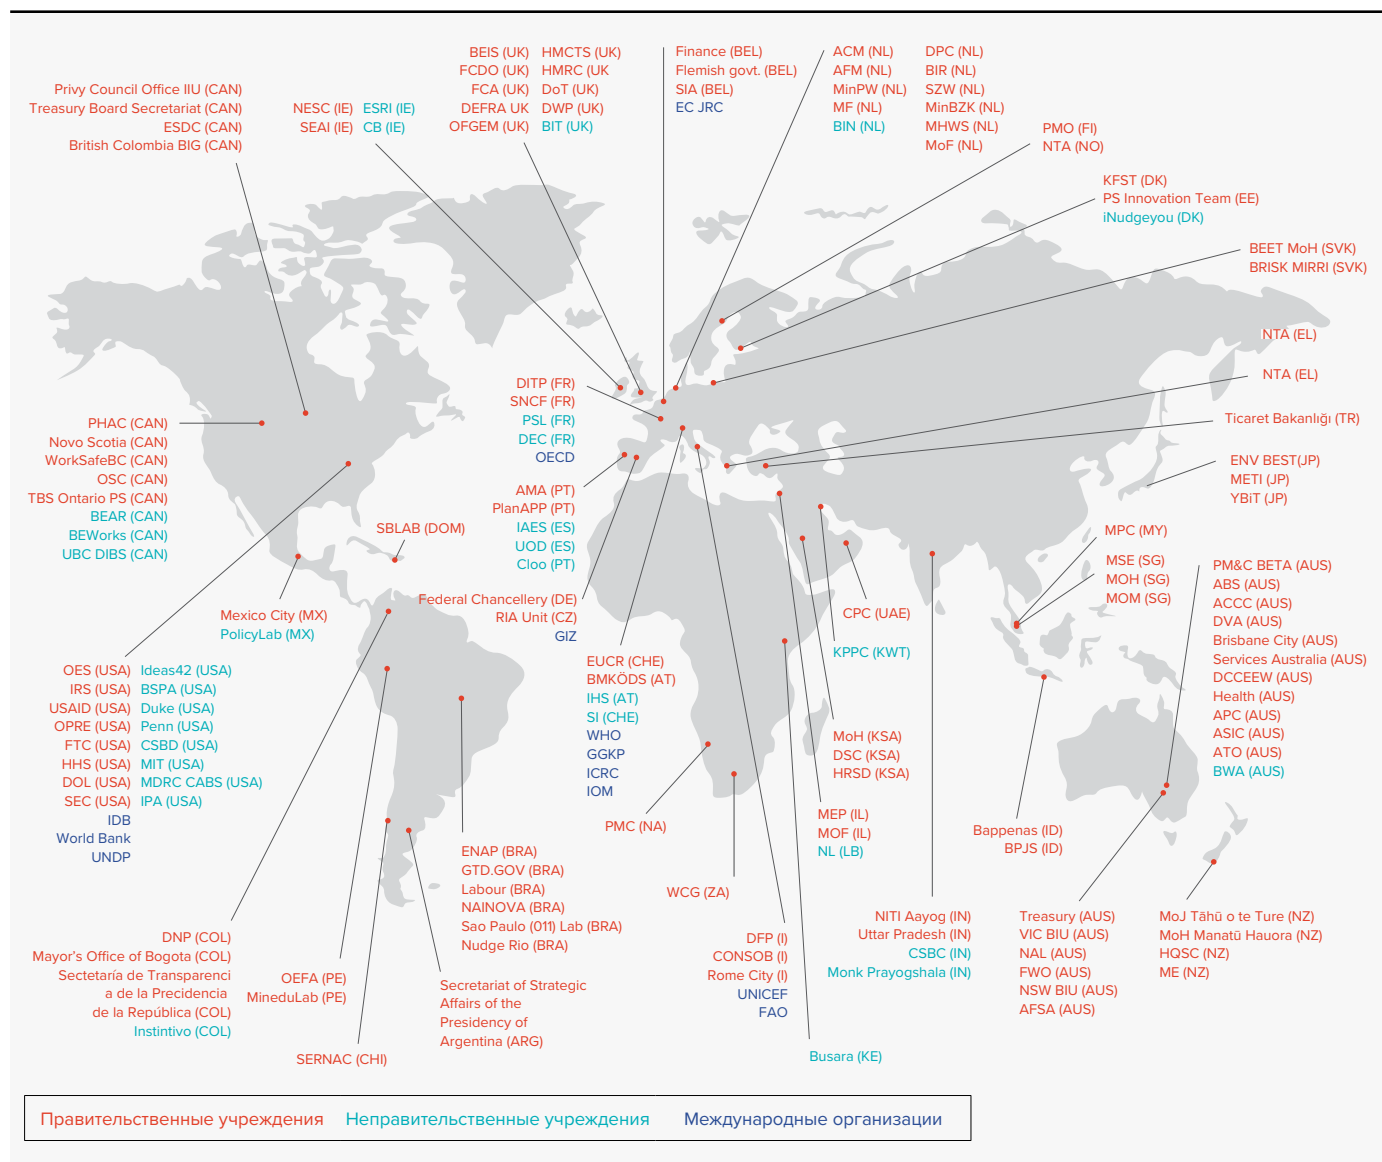 Privy Council Office IIU (CAN)
Treasury Board Secretariat (CAN)
ESDC (CAN)
British Colombia BIG (CAN)
NESC (IE) ESRI (IE)
SEAI (IE) CB (IE)
BEIS (UK) HMCTS (UK)
FCDO (UK) HMRC (UK
FCA (UK) DoT (UK)
DEFRA UK DWP (UK)
OFGEM (UK) BIT (UK)
Finance (BEL)
Flemish govt. (BEL)
SIA (BEL)
EC JRC
ACM (NL) DPC (NL)
AFM (NL) BIR (NL)
MinPW (NL) SZW (NL)
MF (NL) MinBZK (NL)
BIN (NL) MHWS (NL)
MoF (NL)
PMO (FI)
NTA (NO)
KFST (DK)
PS Innovation Team (EE)
iNudgeyou (DK)
BEET MoH (SVK)
BRISK MIRRI (SVK)
NTA (EL)
NTA (EL)
Ticaret Bakanlığı (TR)
ENV BEST(JP)
METI (JP)
YBiT (JP)
DITP (FR)
SNCF (FR)
PSL (FR)
DEC (FR)
OECD
AMA (PT)
PlanAPP (PT)
IAES (ES)
UOD (ES)
Cloo (PT)
Federal Chancellery (DE)
RIA Unit (CZ)
GIZ
EUCR (CHE)
BMKÖDS (AT)
IHS (AT)
SI (CHE)
WHO
GGKP
ICRC
IOM
PHAC (CAN)
Novo Scotia (CAN)
WorkSafeBC (CAN)
OSC (CAN)
TBS Ontario PS (CAN)
BEAR (CAN)
BEWorks (CAN)
UBC DIBS (CAN)
SBLAB (DOM)
Mexico City (MX)
PolicyLab (MX)
OES (USA) Ideas42 (USA)
IRS (USA) BSPA (USA)
USAID (USA) Duke (USA)
OPRE (USA) Penn (USA)
FTC (USA) CSBD (USA)
HHS (USA) MIT (USA)
DOL (USA) MDRC CABS (USA)
SEC (USA) IPA (USA)
IDB
World Bank
UNDP
MPC (MY)
MSE (SG)
MOH (SG)
MOM (SG)
PM&C BETA (AUS)
ABS (AUS)
ACCC (AUS)
DVA (AUS)
Brisbane City (AUS)
Services Australia (AUS)
DCCEEW (AUS)
Health (AUS)
APC (AUS)
ASIC (AUS)
ATO (AUS)
BWA (AUS)
CPC (UAE)
KPPC (KWT)
MoH (KSA)
DSC (KSA)
HRSD (KSA)
MEP (IL)
MOF (IL)
NL (LB)
PMC (NA)
WCG (ZA)
Bappenas (ID)
BPJS (ID)
ENAP (BRA)
GTD.GOV (BRA)
Labour (BRA)
NAINOVA (BRA)
Sao Paulo (011) Lab (BRA)
Nudge Rio (BRA)
DNP (COL)
Mayor's Office of Bogota (COL)
Sectetaría de Transparenci
a de la Precidencia
de la República (COL)
Instintivo (COL)
OEFA (PE)
MineduLab (PE)
SERNAC (CHI)
Secretariat of Strategic
Affairs of the
Presidency of
Argentina (ARG)
DFP (I)
CONSOB (I)
Rome City (I)
UNICEF
FAO
Busara (KE)
NITI Aayog (IN)
Uttar Pradesh (IN)
CSBC (IN)
Monk Prayogshala (IN)
Treasury (AUS)
VIC BIU (AUS)
NAL (AUS)
FWO (AUS)
NSW BIU (AUS)
AFSA (AUS)
MoJ Tāhū o te Ture (NZ)
MoH Manatū Hauora (NZ)
HQSC (NZ)
ME (NZ)
Правительственные учреждения Неправительственные учреждения Международные организации